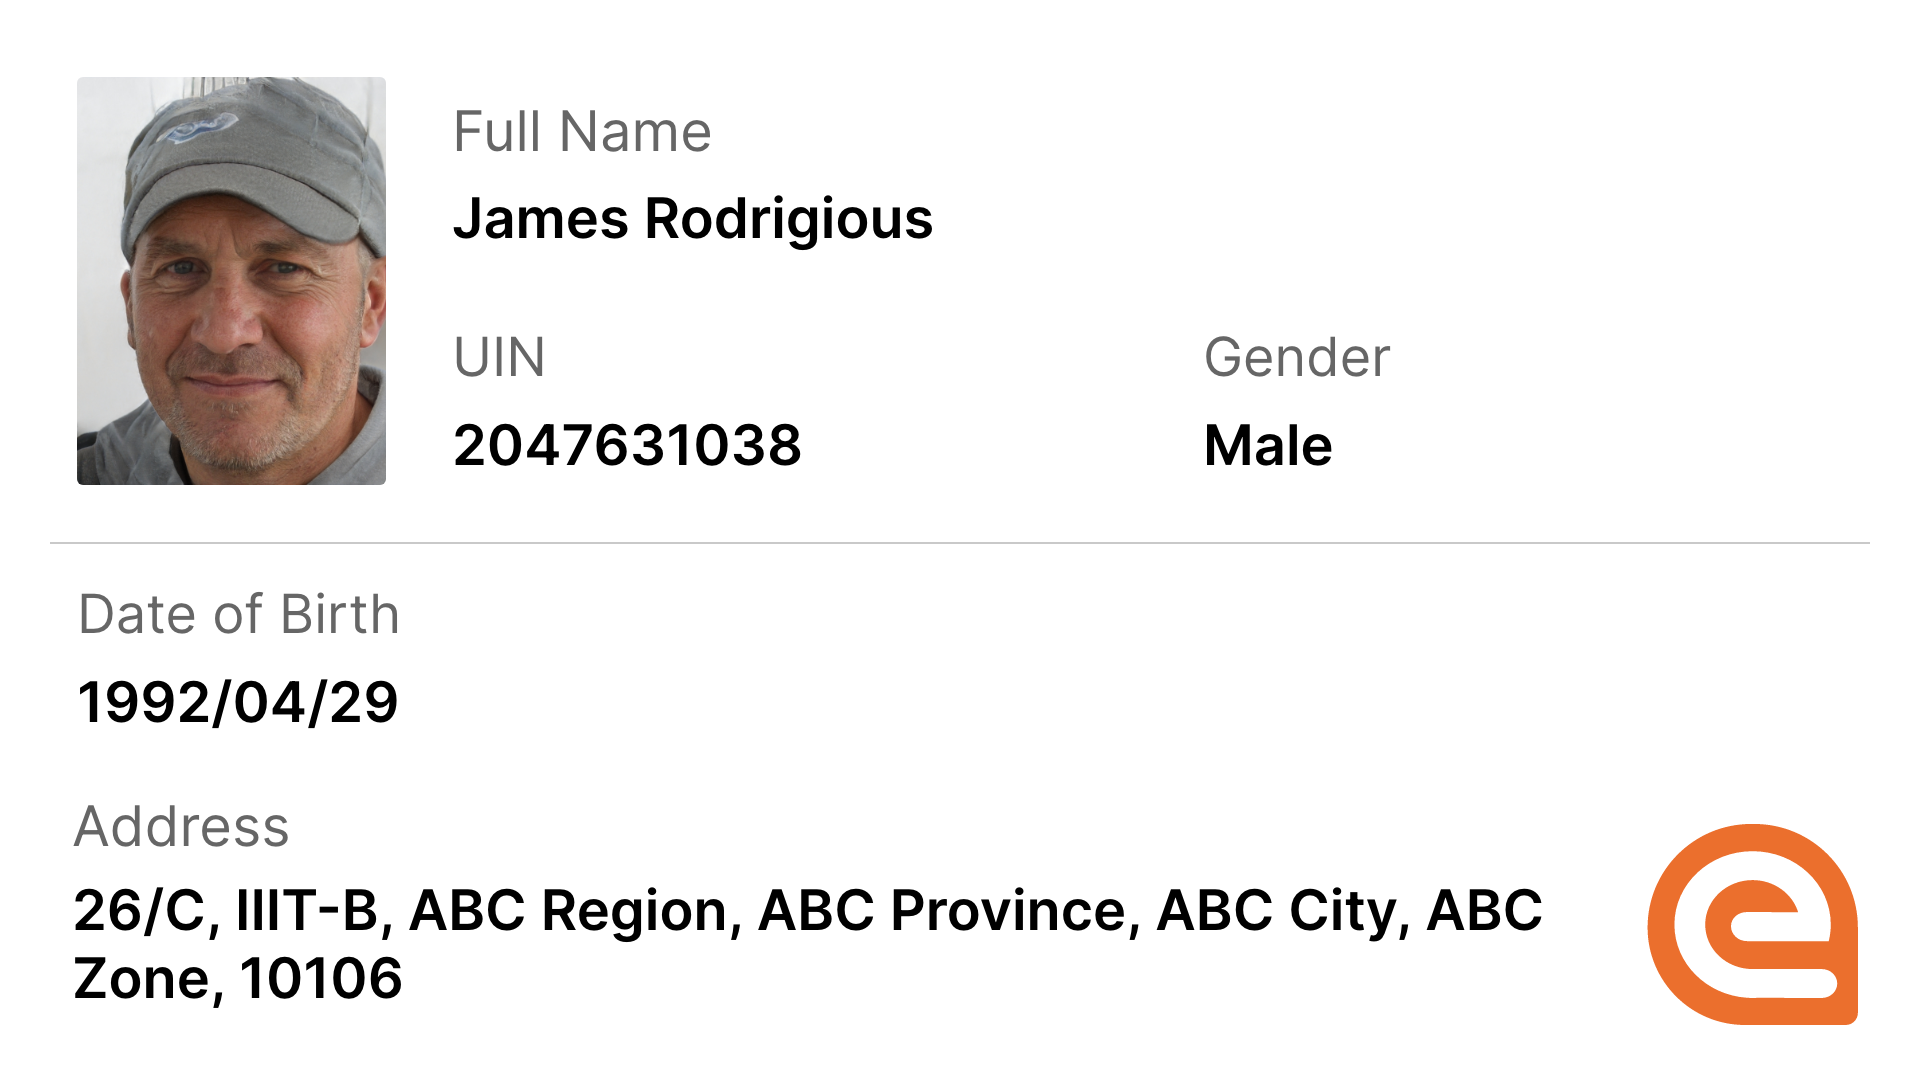 Full Name
James Rodrigious
UIN
Gender
2047631038
Male
Date of Birth
1992/04/29
Address
26/C, IIIT-B, ABC Region, ABC Province, ABC City, ABC
Zone, 10106